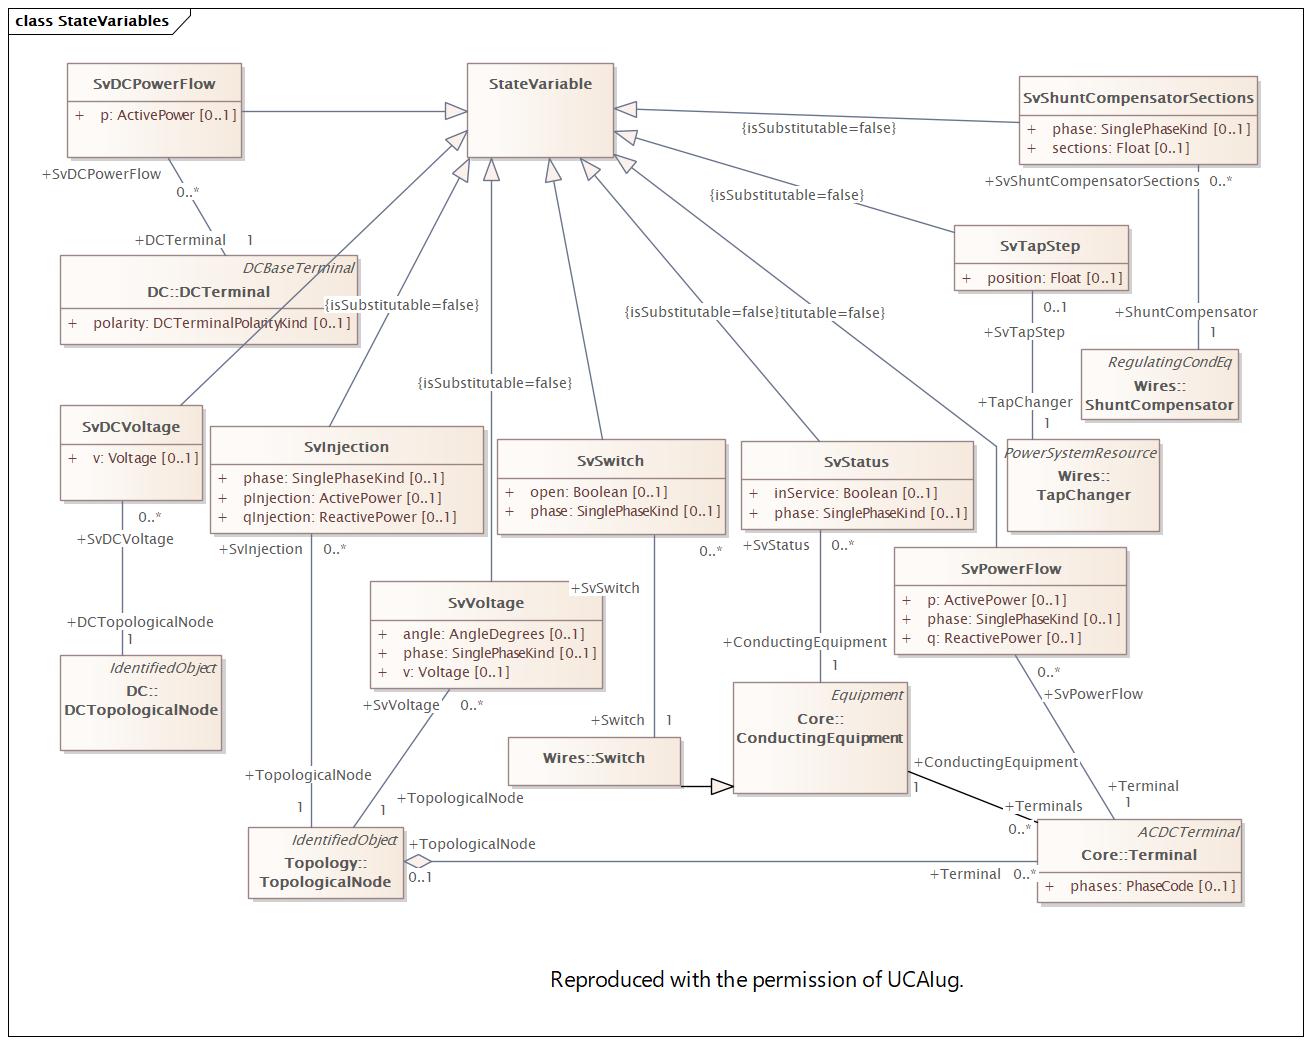 class StateVariables
SvDCPowerFlow
+ p: ActivePower [0..1]
+SvDCPowerFlow
0..*
+DCTerminal 1
DCBaseTerminal
DC::DCTerminal
+ polarity: DCTerminalPolarityKind [0..1]
StateVariable
{isSubstitutable=false}
SvShuntCompensatorSections
+ phase: SinglePhaseKind [0..1]
+ sections: Float [0..1]
+SvShuntCompensatorSections 0..*
{isSubstitutable=false}
SvTapStep
+ position: Float [0..1]
0..1
+SvTapStep
+ShuntCompensator
1
RegulatingCondEq
Wires::
ShuntCompensator
+TapChanger
1
PowerSystemResource
Wires::
TapChanger
{isSubstitutable=false}
{isSubstitutable=false}
titutable=false}
{isSubstitutable=false}
SvDCVoltage
+ v: Voltage [0..1]
0..*
+SvDCVoltage
+DCTopologicalNode
1
IdentifiedObject
DC::
DCTopologicalNode
SvInjection
+ phase: SinglePhaseKind [0..1]
+ pInjection: ActivePower [0..1]
+ qInjection: ReactivePower [0..1]
+SvInjection 0..*
SvSwitch
+ open: Boolean [0..1]
+ phase: SinglePhaseKind [0..1]
0..*
+SvSwitch
SvStatus
+ inService: Boolean [0..1]
+ phase: SinglePhaseKind [0..1]
+SvStatus 0..*
SvPowerFlow
+ p: ActivePower [0..1]
+ phase: SinglePhaseKind [0..1]
+ q: ReactivePower [0..1]
0..*
+SvPowerFlow
SvVoltage
+ angle: AngleDegrees [0..1]
+ phase: SinglePhaseKind [0..1]
+ v: Voltage [0..1]
+SvVoltage 0..*
+ConductingEquipment
1
Equipment
Core::
ConductingEquipment
+Switch 1
Wires::Switch
+TopologicalNode
1
+TopologicalNode
1
+ConductingEquipment
1
+Terminals
0..*
+Terminal
1
IdentifiedObject
Topology::
TopologicalNode
+TopologicalNode
0..1
+Terminal 0..*
ACDCTerminal
Core::Terminal
+ phases: PhaseCode [0..1]
Reproduced with the permission of UCAIug.